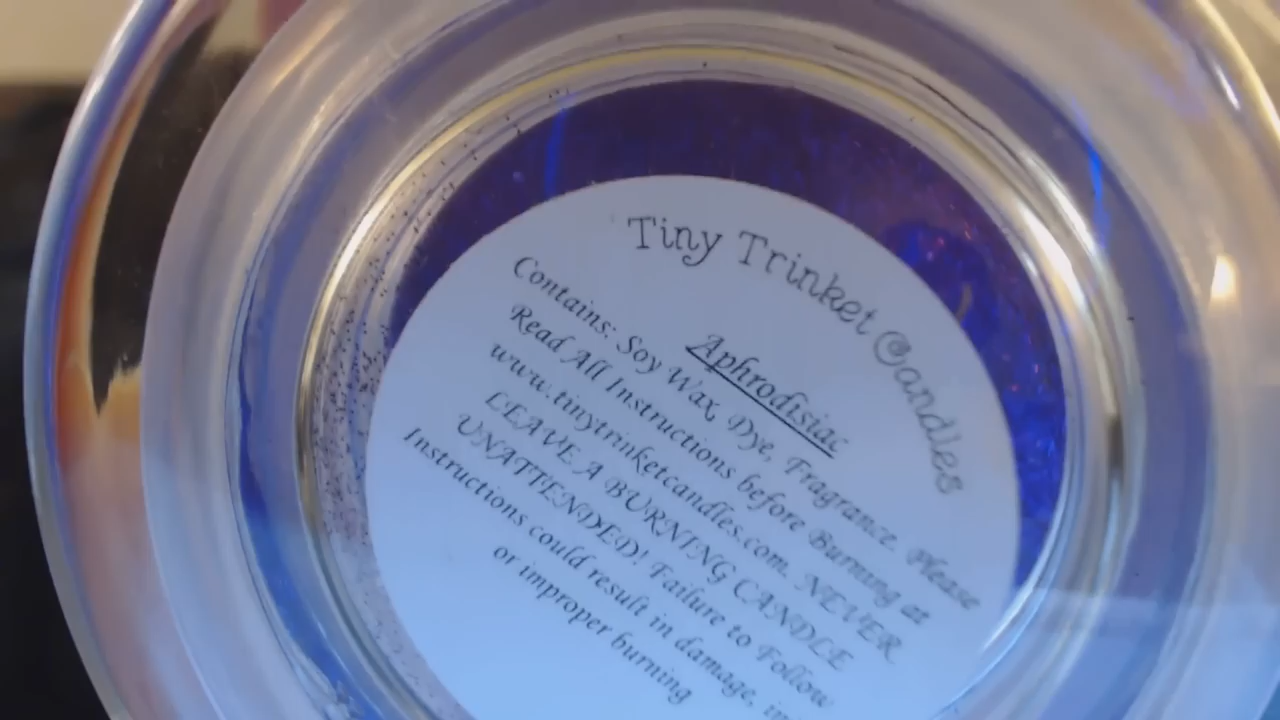 Tiny Trinket Candles
Aphrodisiac
Contains: Soy Wax, Dye, Fragrance. Please
Read All Instructions before Burning at
www.tinytrinketcandles.com. NEVER
LEAVE A BURNING CANDLE
UNATTENDED! Failure to Follow
Instructions could result in damage,
or improper burning